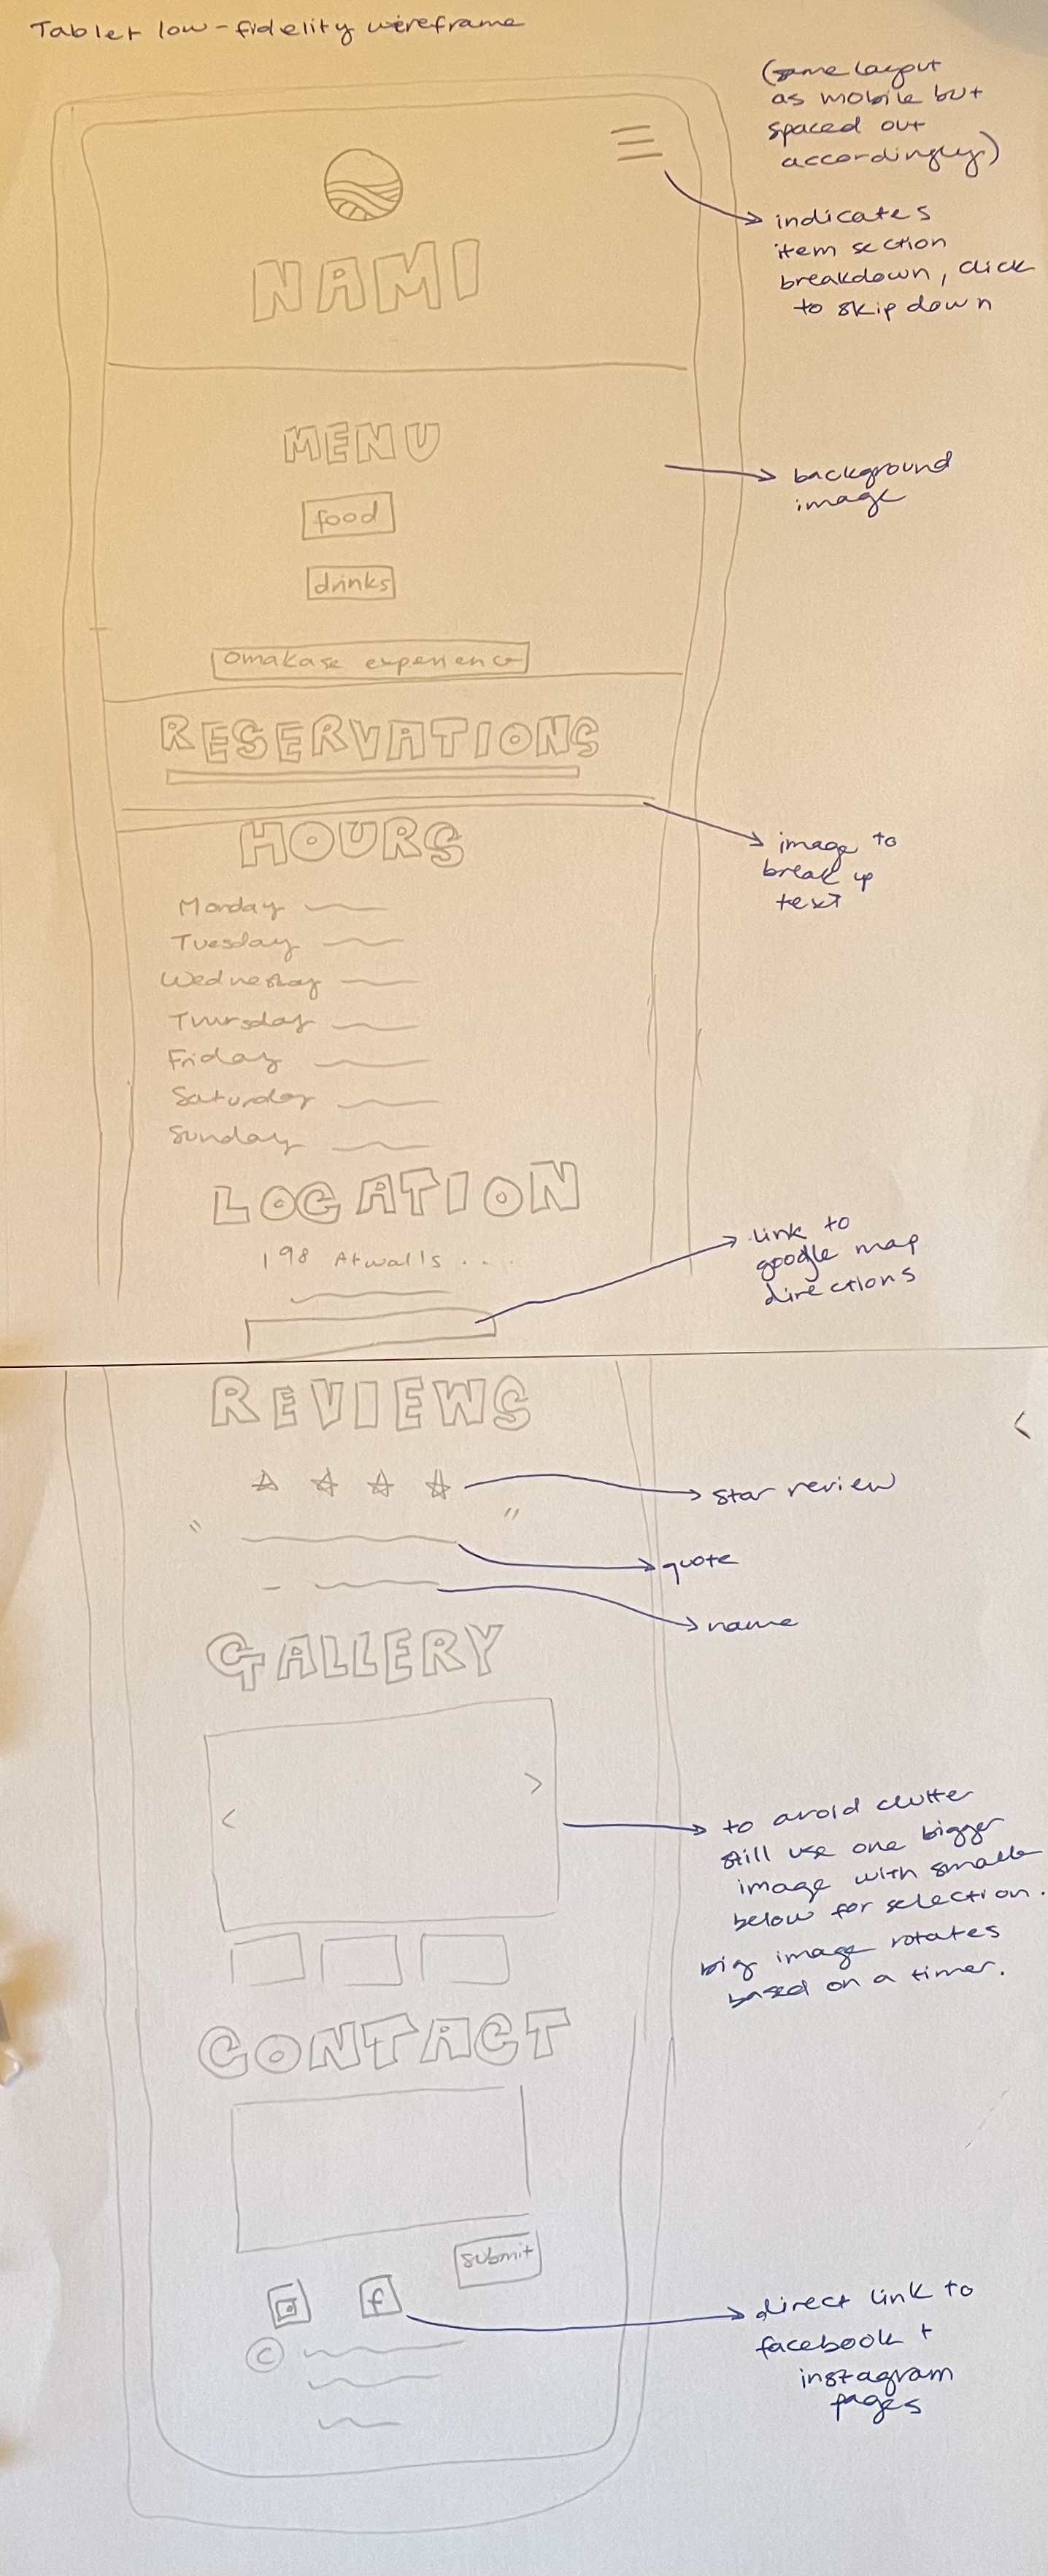 Tablet low-fidelity wireframe
(same layout
as mobile but
spaced out
accordingly)
NAMI
indicates
item section
breakdown, click
to skip down
MENU
background
image
food
drinks
omakase experience
RESERVATIONS
HOURS
image to
break up
text
Monday
Tuesday
Wednesday
Thursday
Friday
Saturday
Sunday
LOCATION
198 Atwalls ....
link to
google map
directions
REVIEWS
star review
" "
quote
- 
name
GALLERY
< >
to avoid clutter
still use one bigger
image with smaller
below for selection.
big image rotates
based on a timer.
CONTACT
submit
f
direct link to
facebook +
instagram
pages
©